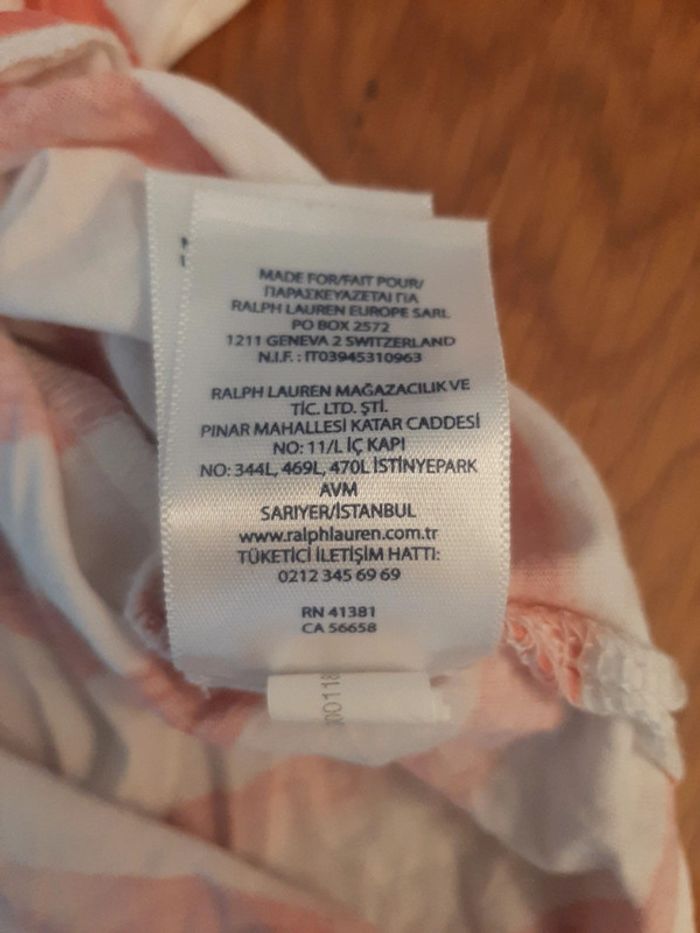 MADE FOR/FAIT POUR/
ΠΑΡΑΣΚΕΥΑΖΕΤΑΙ ΓΙΑ
RALPH LAUREN EUROPE SARL
PO BOX 2572
1211 GENEVA 2 SWITZERLAND
N.I.F. : IT03945310963
RALPH LAUREN MAĞAZACILIK VE
TİC. LTD. ŞTİ.
PINAR MAHALLESİ KATAR CADDESİ
NO: 11/L İÇ KAPI
NO: 344L, 469L, 470L İSTİNYEPARK
AVM
SARIYER/İSTANBUL
www.ralphlauren.com.tr
TÜKETİCİ İLETİŞİM HATTI:
0212 345 69 69
RN 41381
CA 56658